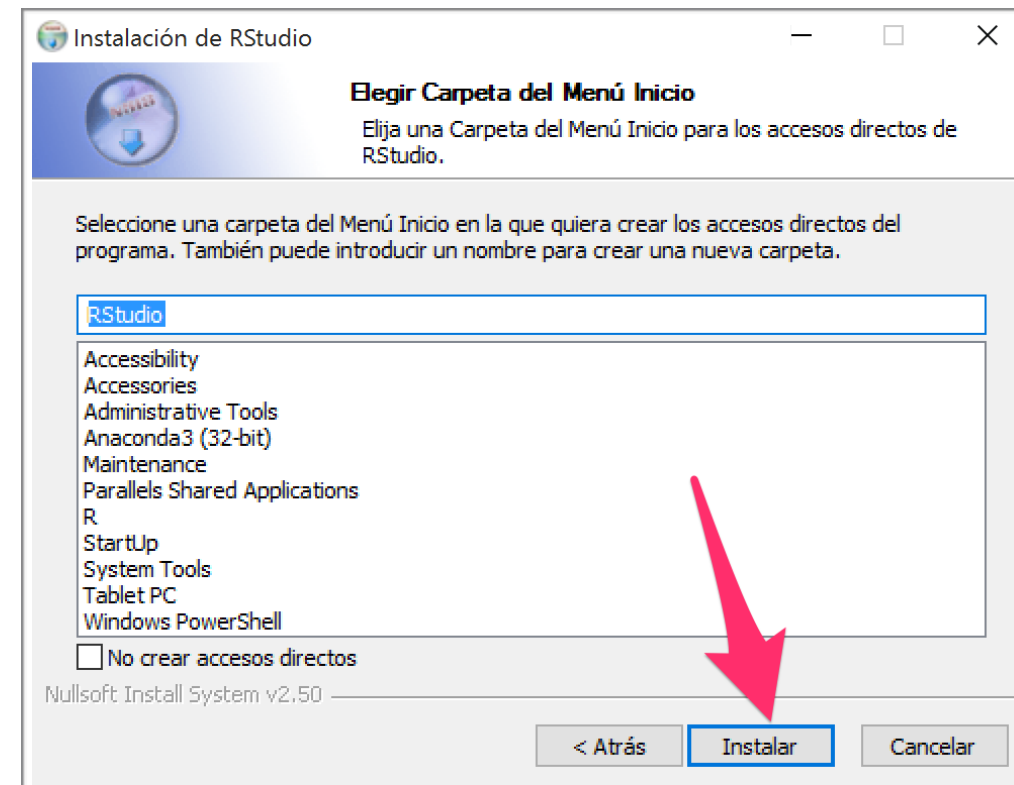 Instalación de RStudio
Elegir Carpeta del Menú Inicio
Elija una Carpeta del Menú Inicio para los accesos directos de
RStudio.
Seleccione una carpeta del Menú Inicio en la que quiera crear los accesos directos del
programa. También puede introducir un nombre para crear una nueva carpeta.
RStudio
Accessibility
Accessories
Administrative Tools
Anaconda3 (32-bit)
Maintenance
Parallels Shared Applications
R
StartUp
System Tools
Tablet PC
Windows PowerShell
No crear accesos directos
Nullsoft Install System v2.50
< Atrás Instalar Cancelar